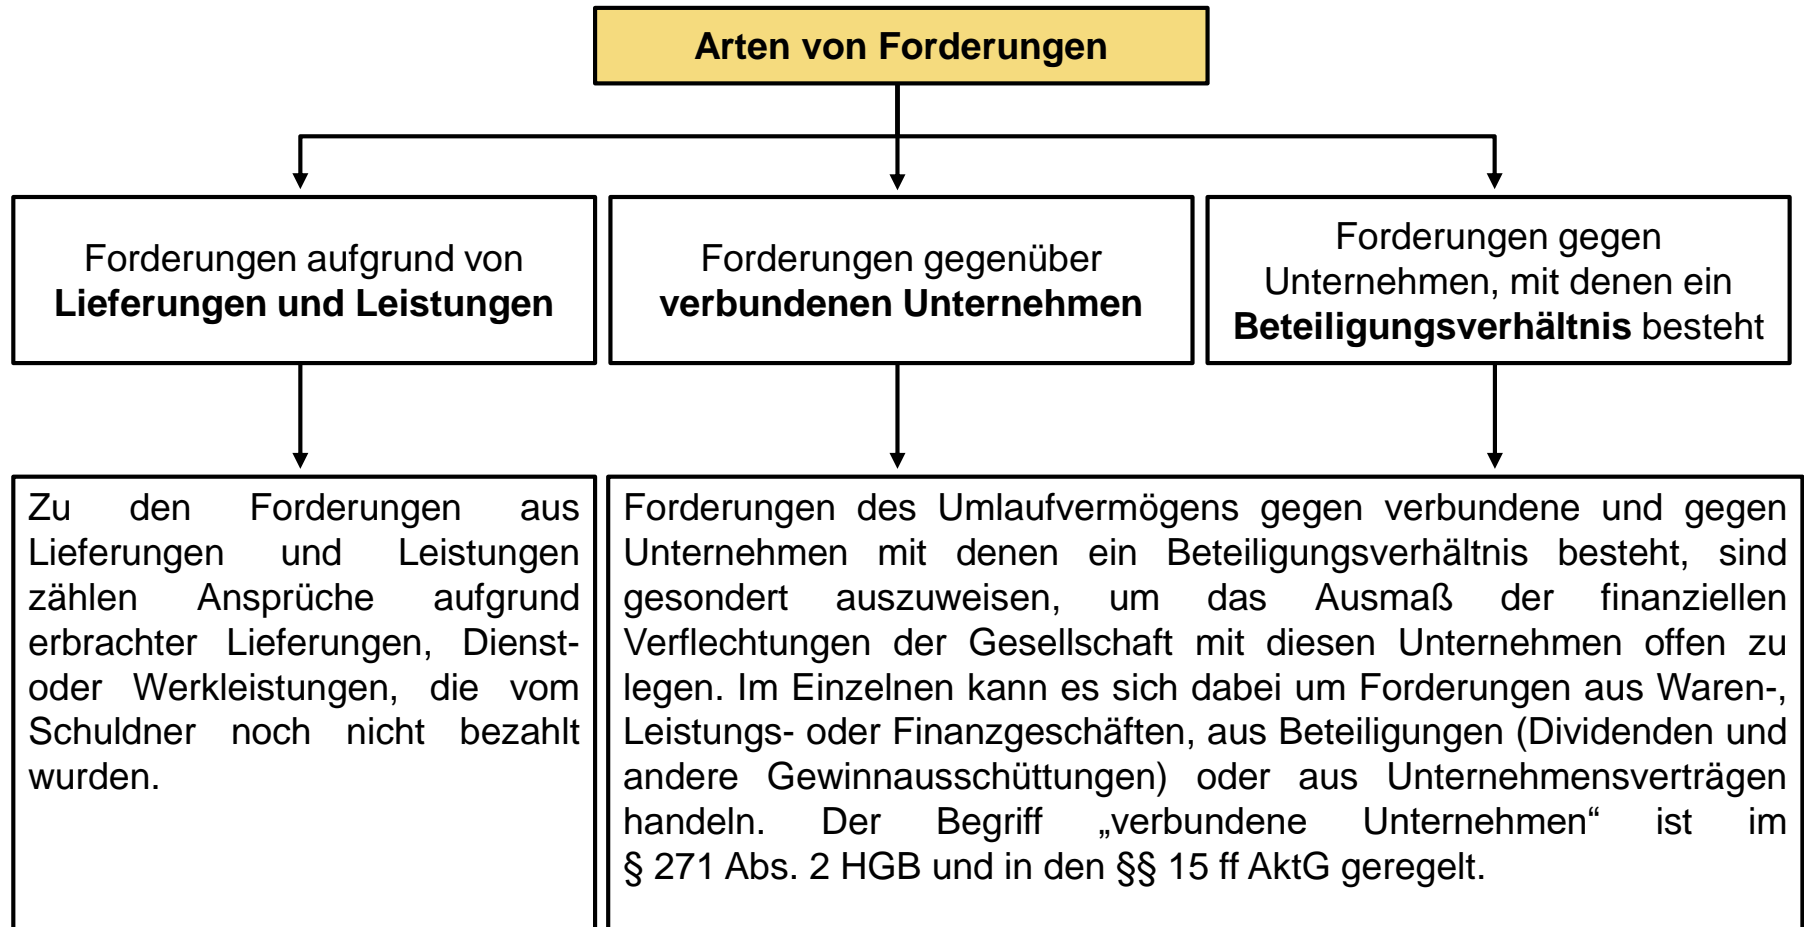 Arten von Forderungen
Forderungen aufgrund von
Lieferungen und Leistungen
Forderungen gegenüber
verbundenen Unternehmen
Forderungen gegen
Unternehmen, mit denen ein
Beteiligungsverhältnis besteht
Zu den Forderungen aus
Lieferungen und Leistungen
zählen Ansprüche aufgrund
erbrachter Lieferungen, Dienst-
oder Werkleistungen, die vom
Schuldner noch nicht bezahlt
wurden.
Forderungen des Umlaufvermögens gegen verbundene und gegen
Unternehmen mit denen ein Beteiligungsverhältnis besteht, sind
gesondert auszuweisen, um das Ausmaß der finanziellen
Verflechtungen der Gesellschaft mit diesen Unternehmen offen zu
legen. Im Einzelnen kann es sich dabei um Forderungen aus Waren-,
Leistungs- oder Finanzgeschäften, aus Beteiligungen (Dividenden und
andere Gewinnausschüttungen) oder aus Unternehmensverträgen
handeln. Der Begriff „verbundene Unternehmen“ ist im
§ 271 Abs. 2 HGB und in den §§ 15 ff AktG geregelt.